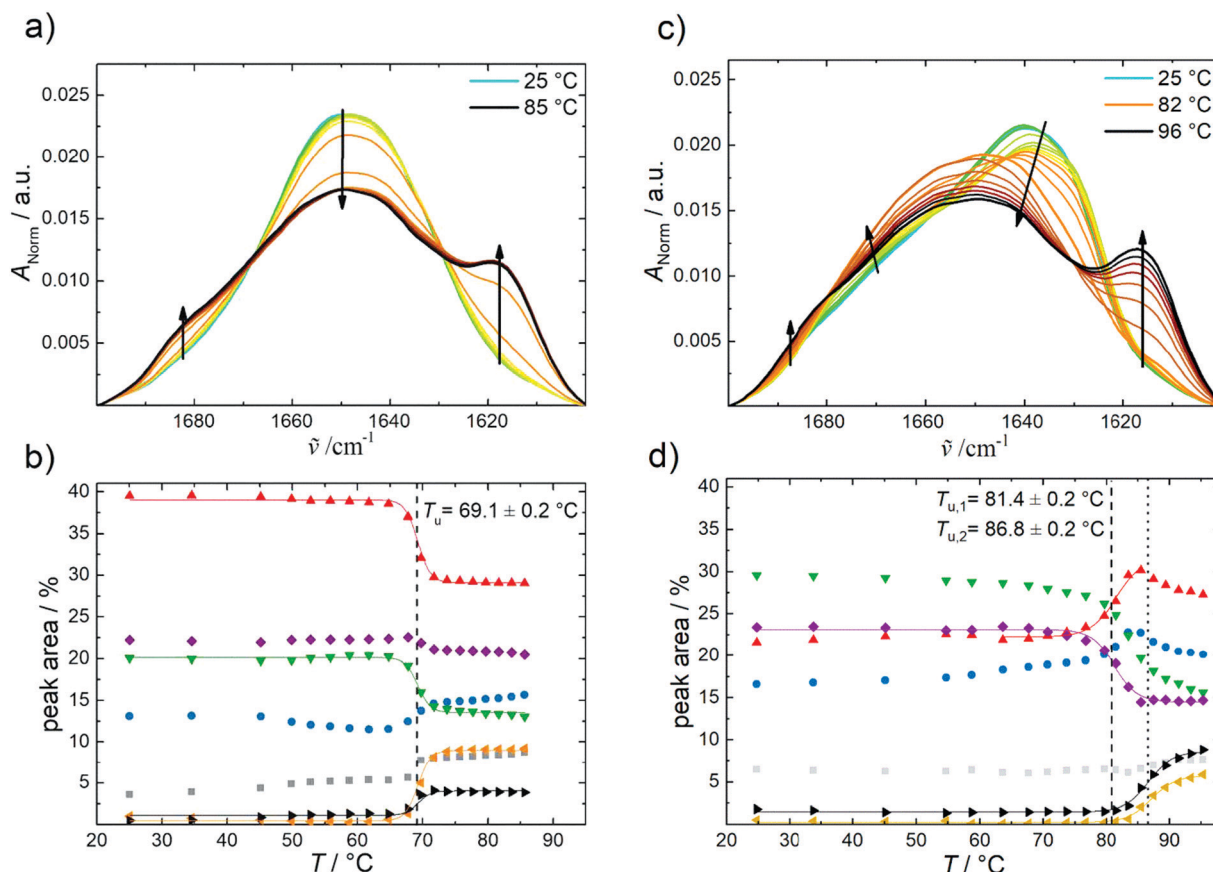 a)
25 °C
85 °C
A_Norm / a.u.
0.025
0.020
0.015
0.010
0.005
1680 1660 1640 1620
ṽ /cm⁻¹
c)
25 °C
82 °C
96 °C
A_Norm / a.u.
0.025
0.020
0.015
0.010
0.005
1680 1660 1640 1620
ṽ /cm⁻¹
b)
T_u = 69.1 ± 0.2 °C
peak area / %
40
35
30
25
20
15
10
5
20 30 40 50 60 70 80 90
T / °C
d)
T_u,1 = 81.4 ± 0.2 °C
T_u,2 = 86.8 ± 0.2 °C
peak area / %
40
35
30
25
20
15
10
5
20 30 40 50 60 70 80 90
T / °C